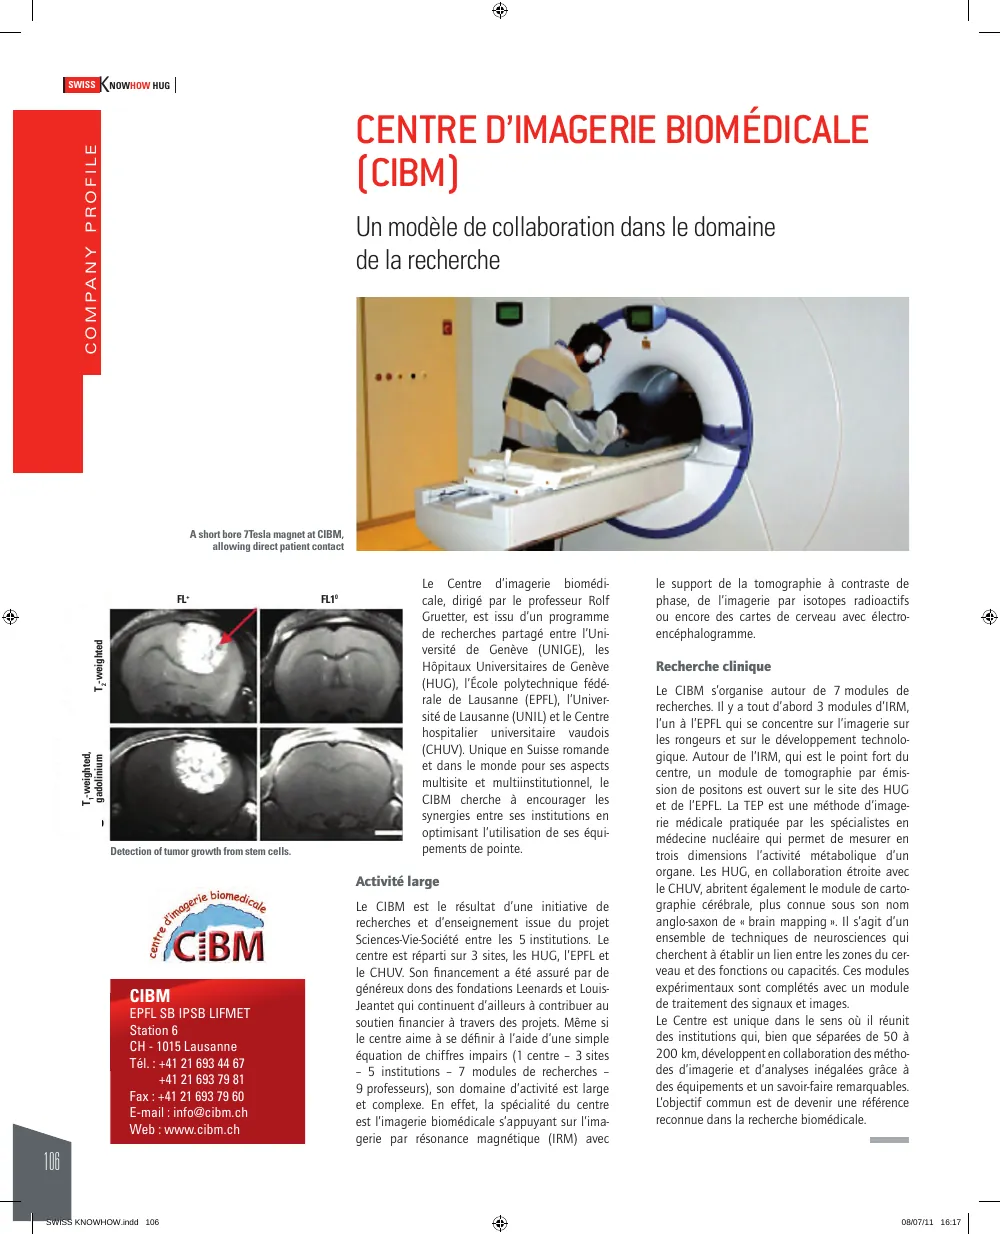 SWISS KNOWHOW HUG
COMPANY PROFILE
CENTRE D’IMAGERIE BIOMÉDICALE
(CIBM)
Un modèle de collaboration dans le domaine
de la recherche
A short bore 7Tesla magnet at CIBM,
allowing direct patient contact
FL+ FL10
T2-weighted
T1-weighted,
gadolinium
Detection of tumor growth from stem cells.
centre d'imagerie biomedicale
CIBM
CIBM
EPFL SB IPSB LIFMET
Station 6
CH - 1015 Lausanne
Tél. : +41 21 693 44 67
+41 21 693 79 81
Fax : +41 21 693 79 60
E-mail : info@cibm.ch
Web : www.cibm.ch
Le Centre d’imagerie biomédi-
cale, dirigé par le professeur Rolf
Gruetter, est issu d’un programme
de recherches partagé entre l’Uni-
versité de Genève (UNIGE), les
Hôpitaux Universitaires de Genève
(HUG), l’École polytechnique fédé-
rale de Lausanne (EPFL), l’Univer-
sité de Lausanne (UNIL) et le Centre
hospitalier universitaire vaudois
(CHUV). Unique en Suisse romande
et dans le monde pour ses aspects
multisite et multiinstitutionnel, le
CIBM cherche à encourager les
synergies entre ses institutions en
optimisant l’utilisation de ses équi-
pements de pointe.
Activité large
Le CIBM est le résultat d’une initiative de
recherches et d’enseignement issue du projet
Sciences-Vie-Société entre les 5 institutions. Le
centre est réparti sur 3 sites, les HUG, l’EPFL et
le CHUV. Son financement a été assuré par de
généreux dons des fondations Leenards et Louis-
Jeantet qui continuent d’ailleurs à contribuer au
soutien financier à travers des projets. Même si
le centre aime à se définir à l’aide d’une simple
équation de chiffres impairs (1 centre – 3 sites
– 5 institutions – 7 modules de recherches –
9 professeurs), son domaine d’activité est large
et complexe. En effet, la spécialité du centre
est l’imagerie biomédicale s’appuyant sur l’ima-
gerie par résonance magnétique (IRM) avec
le support de la tomographie à contraste de
phase, de l’imagerie par isotopes radioactifs
ou encore des cartes de cerveau avec électro-
encéphalogramme.
Recherche clinique
Le CIBM s’organise autour de 7 modules de
recherches. Il y a tout d’abord 3 modules d’IRM,
l’un à l’EPFL qui se concentre sur l’imagerie sur
les rongeurs et sur le développement technolo-
gique. Autour de l’IRM, qui est le point fort du
centre, un module de tomographie par émis-
sion de positons est ouvert sur le site des HUG
et de l’EPFL. La TEP est une méthode d’image-
rie médicale pratiquée par les spécialistes en
médecine nucléaire qui permet de mesurer en
trois dimensions l’activité métabolique d’un
organe. Les HUG, en collaboration étroite avec
le CHUV, abritent également le module de carto-
graphie cérébrale, plus connue sous son nom
anglo-saxon de « brain mapping ». Il s’agit d’un
ensemble de techniques de neurosciences qui
cherchent à établir un lien entre les zones du cer-
veau et des fonctions ou capacités. Ces modules
expérimentaux sont complétés avec un module
de traitement des signaux et images.
Le Centre est unique dans le sens où il réunit
des institutions qui, bien que séparées de 50 à
200 km, développent en collaboration des métho-
des d’imagerie et d’analyses inégalées grâce à
des équipements et un savoir-faire remarquables.
L’objectif commun est de devenir une référence
reconnue dans la recherche biomédicale.
106
SWISS KNOWHOW.indd 106
08/07/11 16:17